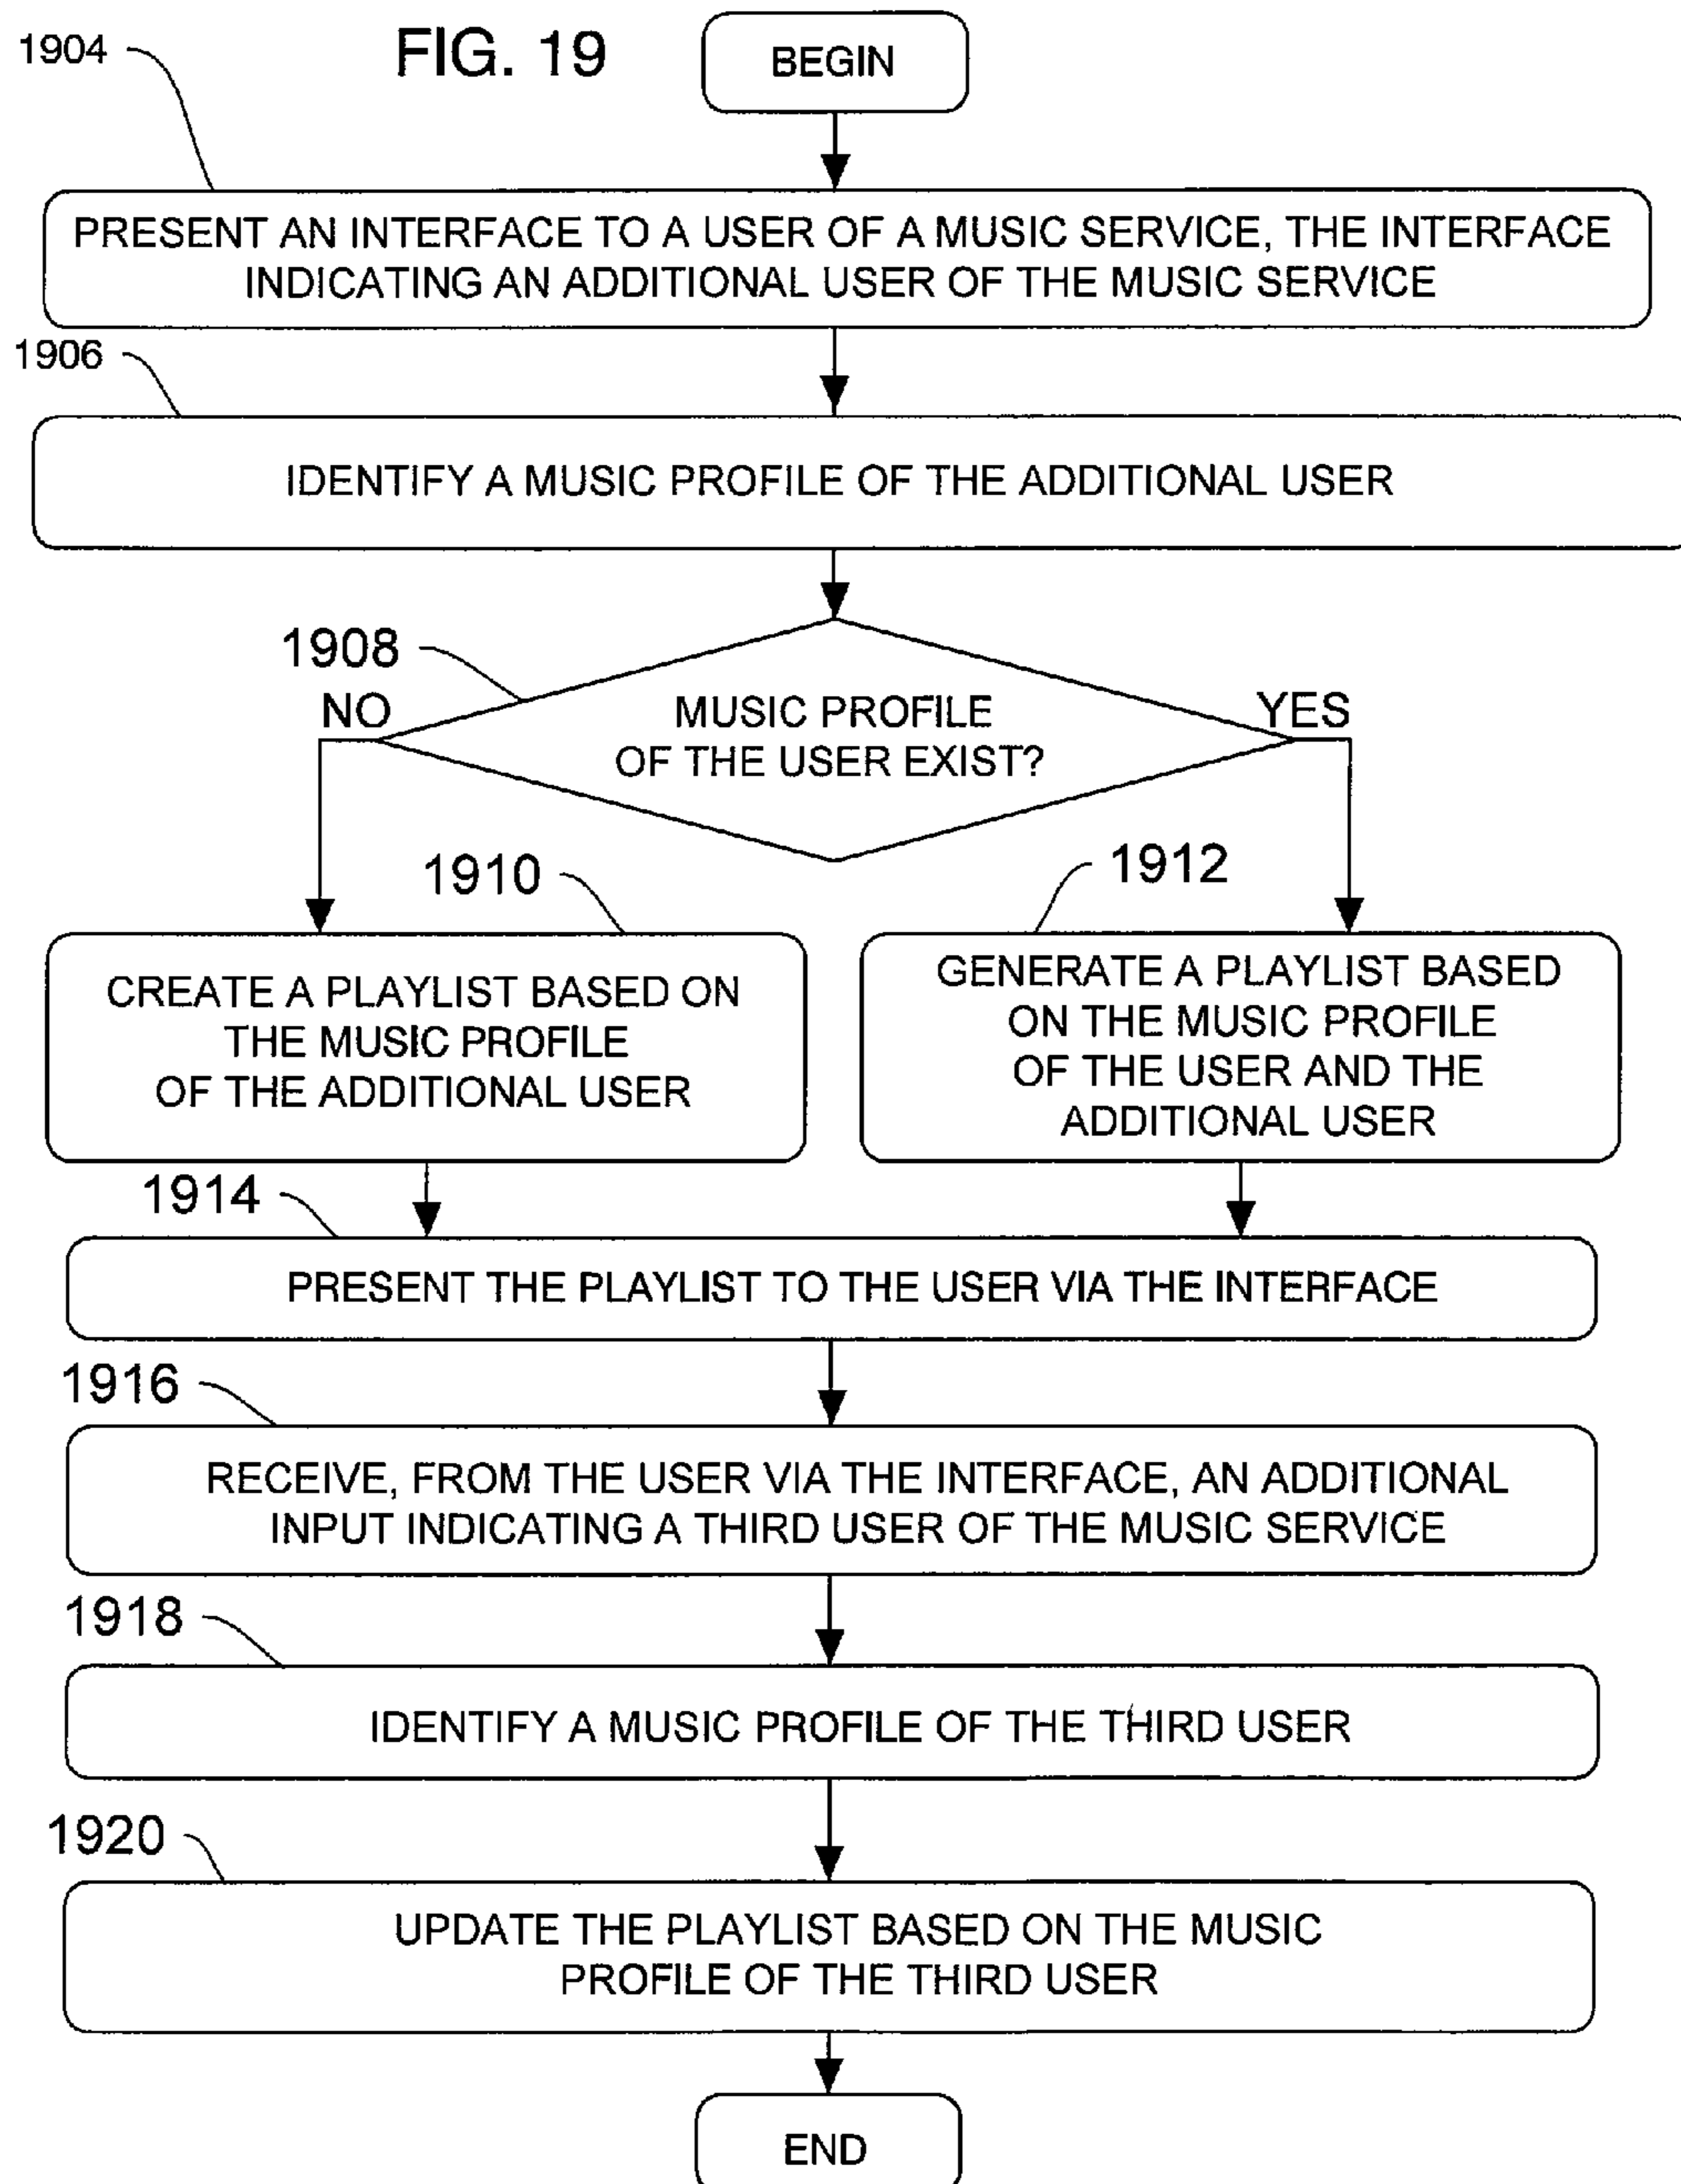 1904
FIG. 19
BEGIN
PRESENT AN INTERFACE TO A USER OF A MUSIC SERVICE, THE INTERFACE
INDICATING AN ADDITIONAL USER OF THE MUSIC SERVICE
1906
IDENTIFY A MUSIC PROFILE OF THE ADDITIONAL USER
1908
NO
MUSIC PROFILE
OF THE USER EXIST?
YES
1910
1912
CREATE A PLAYLIST BASED ON
THE MUSIC PROFILE
OF THE ADDITIONAL USER
GENERATE A PLAYLIST BASED
ON THE MUSIC PROFILE
OF THE USER AND THE
ADDITIONAL USER
1914
PRESENT THE PLAYLIST TO THE USER VIA THE INTERFACE
1916
RECEIVE, FROM THE USER VIA THE INTERFACE, AN ADDITIONAL
INPUT INDICATING A THIRD USER OF THE MUSIC SERVICE
1918
IDENTIFY A MUSIC PROFILE OF THE THIRD USER
1920
UPDATE THE PLAYLIST BASED ON THE MUSIC
PROFILE OF THE THIRD USER
END